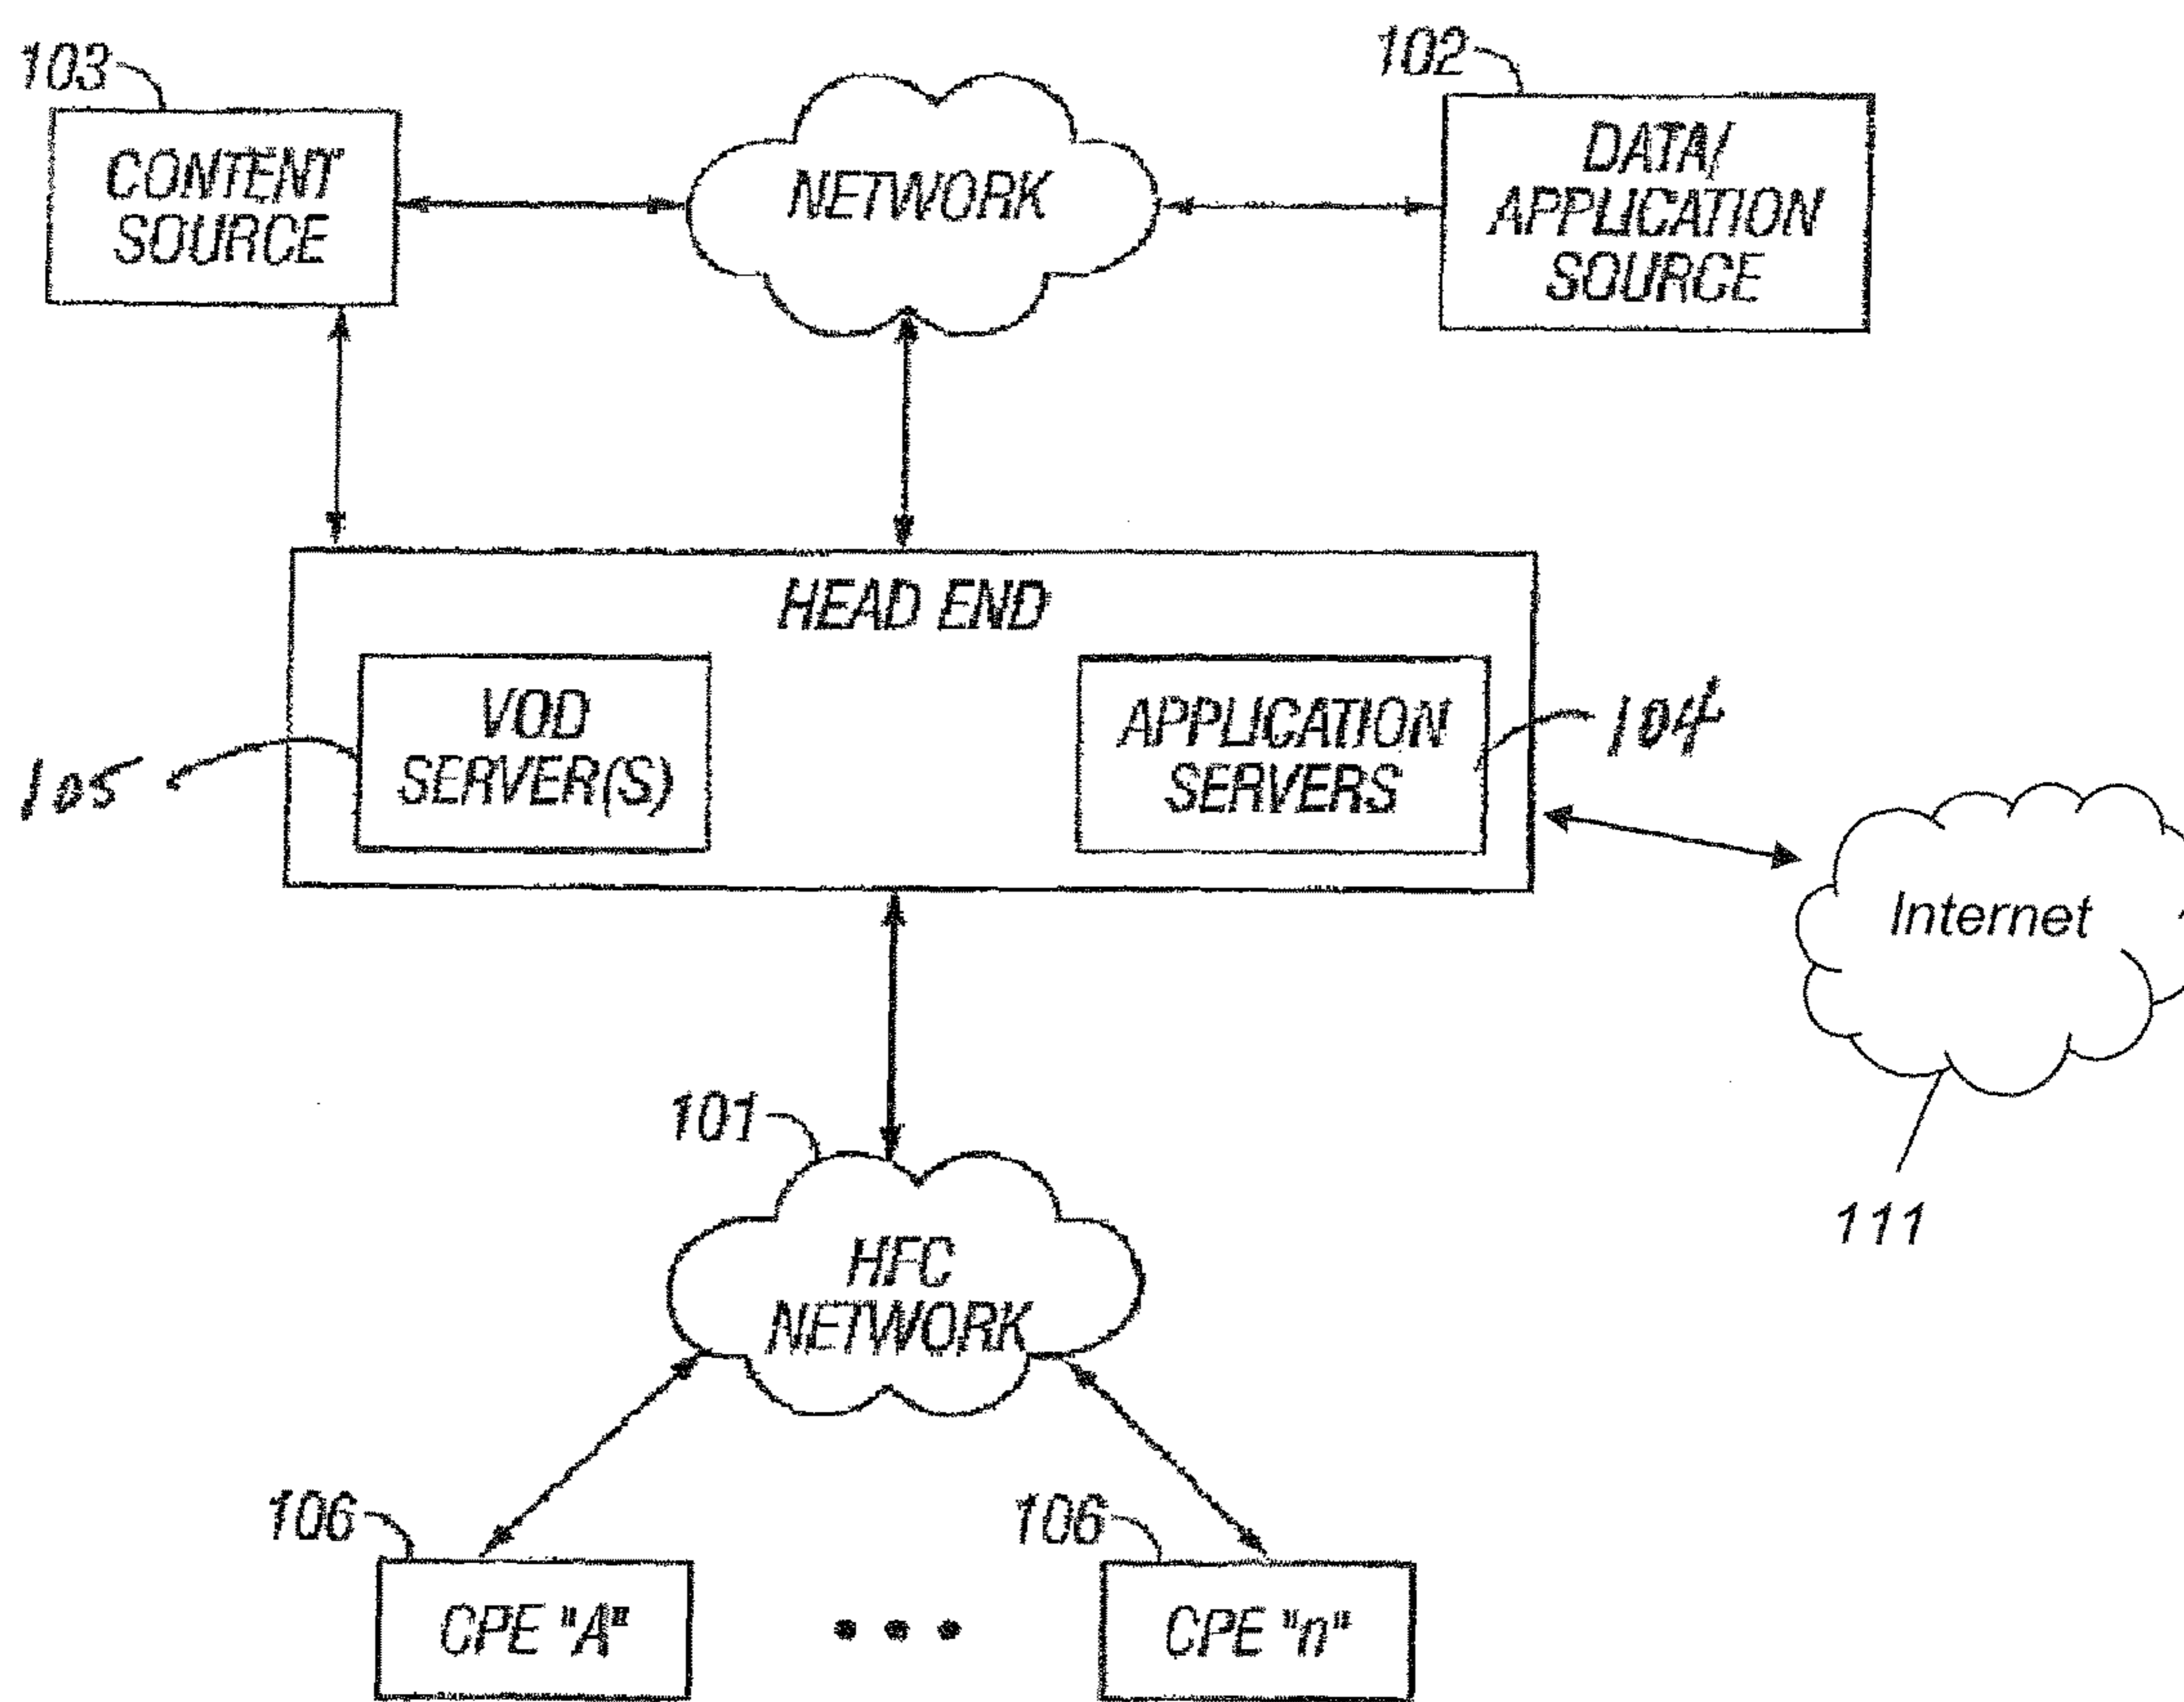 103
102
CONTENT
SOURCE
NETWORK
DATA/
APPLICATION
SOURCE
HEAD END
VOD
SERVER(S)
105
APPLICATION
SERVERS
104
Internet
111
101
HFC
NETWORK
106
106
CPE "A"
• • •
CPE "n"